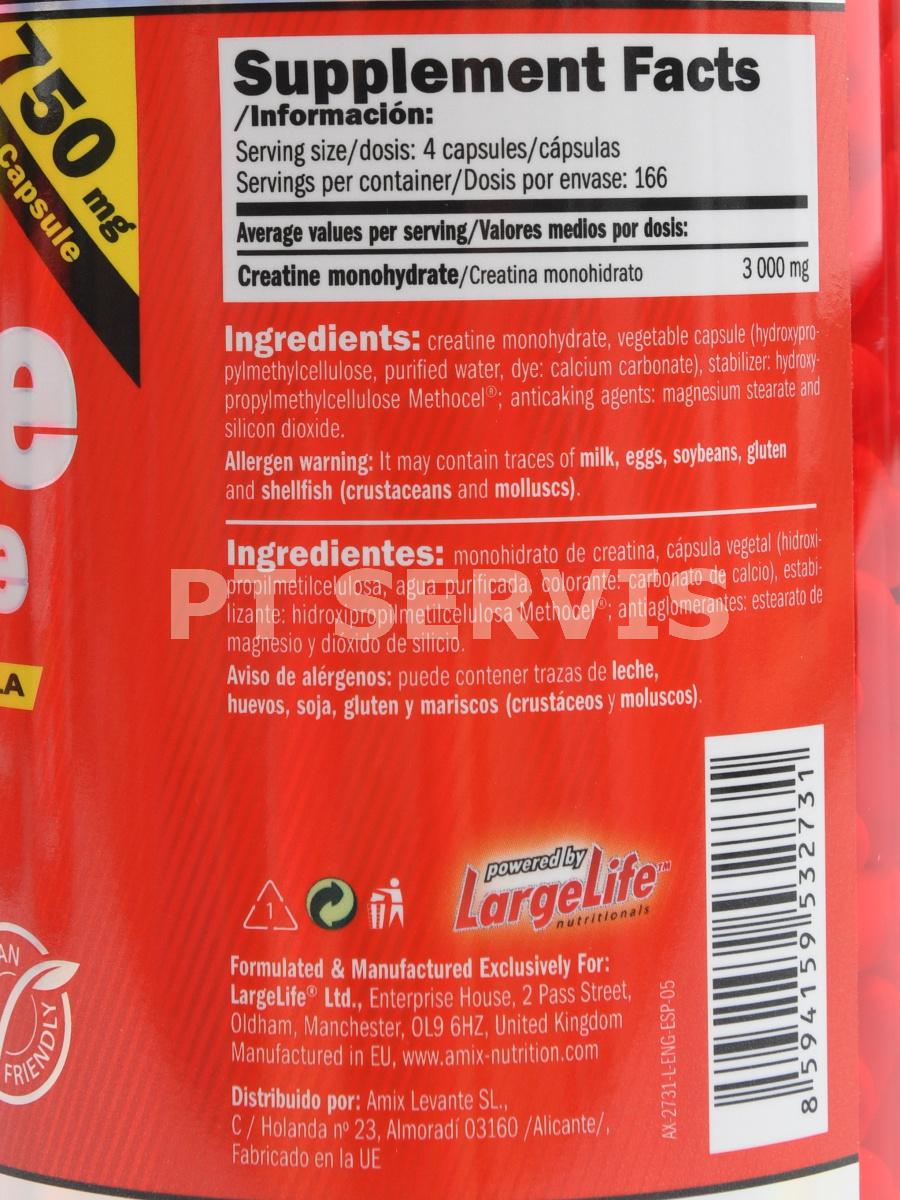 750 mg
capsule
e
e
LA
AN
FRIENDLY
Supplement Facts
/Información:
Serving size/dosis: 4 capsules/cápsulas
Servings per container/Dosis por envase: 166
Average values per serving/Valores medios por dosis:
Creatine monohydrate/Creatina monohidrato 3 000 mg
Ingredients: creatine monohydrate, vegetable capsule (hydroxypro-
pylmethylcellulose, purified water, dye: calcium carbonate), stabilizer: hydroxy-
propylmethylcellulose Methocel®; anticaking agents: magnesium stearate and
silicon dioxide.
Allergen warning: It may contain traces of milk, eggs, soybeans, gluten
and shellfish (crustaceans and molluscs).
Ingredientes: monohidrato de creatina, cápsula vegetal (hidroxi-
propilmetilcelulosa, agua purificada, colorante: carbonato de calcio), estabi-
lizante: hidroxipropilmetilcelulosa Methocel®; antiaglomerantes: estearato de
magnesio y dióxido de silicio.
PT SERVIS
Aviso de alérgenos: puede contener trazas de leche,
huevos, soja, gluten y mariscos (crustáceos y moluscos).
1
powered by
LargeLife™
nutritionals
Formulated & Manufactured Exclusively For:
LargeLife® Ltd., Enterprise House, 2 Pass Street,
Oldham, Manchester, OL9 6HZ, United Kingdom
Manufactured in EU, www.amix-nutrition.com
Distribuido por: Amix Levante SL.,
C / Holanda nº 23, Almoradí 03160 /Alicante/,
Fabricado en la UE
AX-2731-L-ENG-ESP-05
8 594159 532731